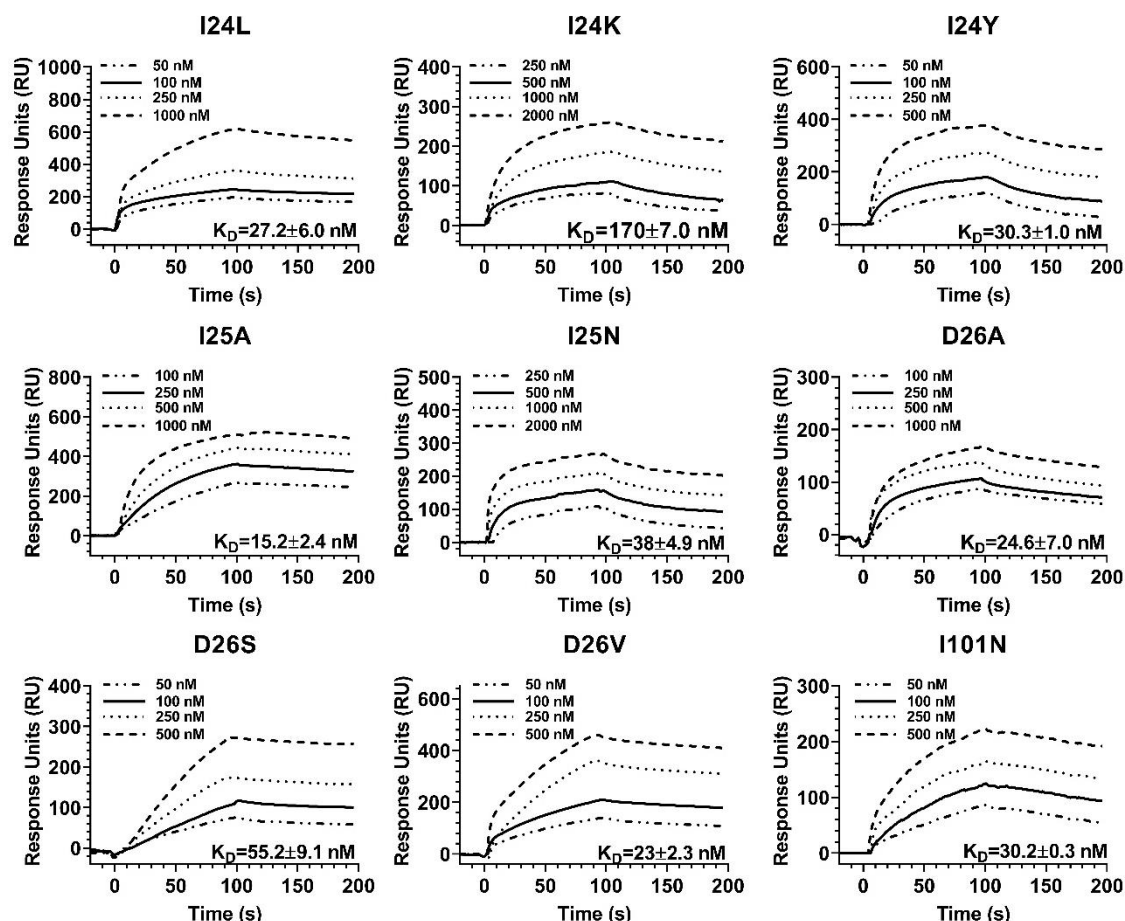 I24L
50 nM
100 nM
250 nM
1000 nM
Response Units (RU)
1000
800
600
400
200
0
K_D=27.2±6.0 nM
0 50 100 150 200
Time (s)
I24K
250 nM
500 nM
1000 nM
2000 nM
Response Units (RU)
400
300
200
100
0
K_D=170±7.0 nM
0 50 100 150 200
Time (s)
I24Y
50 nM
100 nM
250 nM
500 nM
Response Units (RU)
600
400
200
0
K_D=30.3±1.0 nM
0 50 100 150 200
Time (s)
I25A
100 nM
250 nM
500 nM
1000 nM
Response Units (RU)
800
600
400
200
0
K_D=15.2±2.4 nM
0 50 100 150 200
Time (s)
I25N
250 nM
500 nM
1000 nM
2000 nM
Response Units (RU)
500
400
300
200
100
0
K_D=38±4.9 nM
0 50 100 150 200
Time (s)
D26A
100 nM
250 nM
500 nM
1000 nM
Response Units (RU)
300
200
100
0
K_D=24.6±7.0 nM
0 50 100 150 200
Time (s)
D26S
50 nM
100 nM
250 nM
500 nM
Response Units (RU)
400
300
200
100
0
K_D=55.2±9.1 nM
0 50 100 150 200
Time (s)
D26V
50 nM
100 nM
250 nM
500 nM
Response Units (RU)
600
400
200
0
K_D=23±2.3 nM
0 50 100 150 200
Time (s)
I101N
50 nM
100 nM
250 nM
500 nM
Response Units (RU)
300
200
100
0
K_D=30.2±0.3 nM
0 50 100 150 200
Time (s)